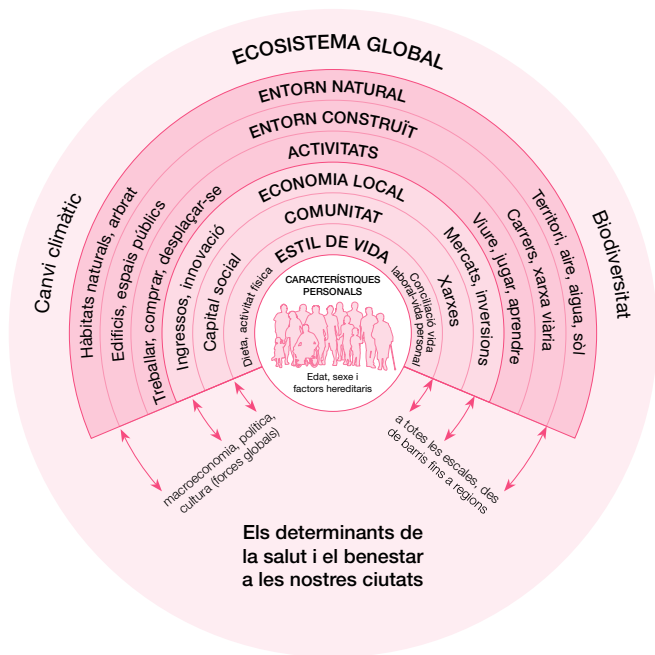 ECOSISTEMA GLOBAL
Canvi climàtic
Biodiversitat
ENTORN NATURAL
Hàbitats naturals, arbrat
Territori, aire, aigua, sòl
ENTORN CONSTRUÏT
Edificis, espais públics
Carrers, xarxa viària
ACTIVITATS
Treballar, comprar, desplaçar-se
Viure, jugar, aprendre
ECONOMIA LOCAL
Ingressos, innovació
Mercats, inversions
COMUNITAT
Capital social
Xarxes
ESTIL DE VIDA
Dieta, activitat física
Conciliació vida
laboral-vida personal
CARACTERÍSTIQUES
PERSONALS
Edat, sexe i
factors hereditaris
macroeconomia, política,
cultura (forces globals)
a totes les escales, des
de barris fins a regions
Els determinants de
la salut i el benestar
a les nostres ciutats